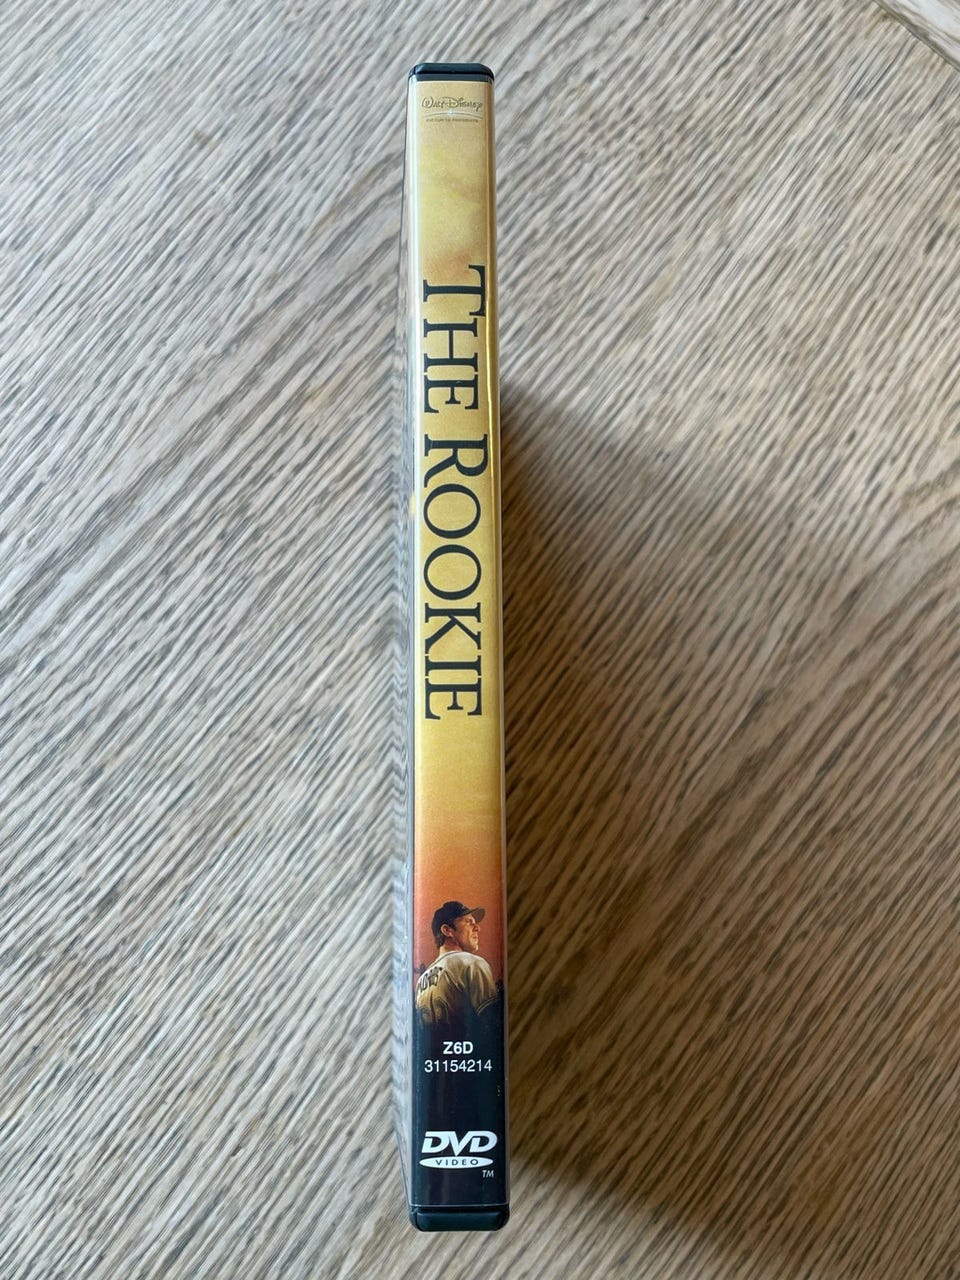 Walt Disney
THE ROOKIE
Z6D
31154214
DVD
VIDEO
TM